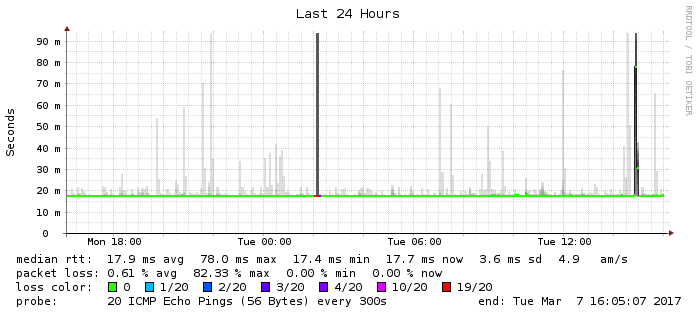 Last 24 Hours
RRDTOOL / TOBI OETIKER
Seconds
90 m
80 m
70 m
60 m
50 m
40 m
30 m
20 m
10 m
0
Mon 18:00 Tue 00:00 Tue 06:00 Tue 12:00
median rtt: 17.9 ms avg 78.0 ms max 17.4 ms min 17.7 ms now 3.6 ms sd 4.9 am/s
packet loss: 0.61 % avg 82.33 % max 0.00 % min 0.00 % now
loss color: 0 1/20 2/20 3/20 4/20 10/20 19/20
probe: 20 ICMP Echo Pings (56 Bytes) every 300s end: Tue Mar 7 16:05:07 2017